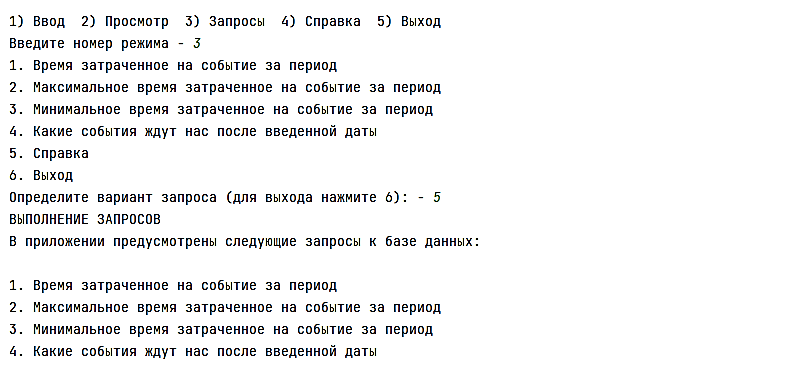 1) Ввод  2) Просмотр  3) Запросы  4) Справка  5) Выход
Введите номер режима - 3
1. Время затраченное на событие за период
2. Максимальное время затраченное на событие за период
3. Минимальное время затраченное на событие за период
4. Какие события ждут нас после введенной даты
5. Справка
6. Выход
Определите вариант запроса (для выхода нажмите 6): - 5
ВЫПОЛНЕНИЕ ЗАПРОСОВ
В приложении предусмотрены следующие запросы к базе данных:
1. Время затраченное на событие за период
2. Максимальное время затраченное на событие за период
3. Минимальное время затраченное на событие за период
4. Какие события ждут нас после введенной даты